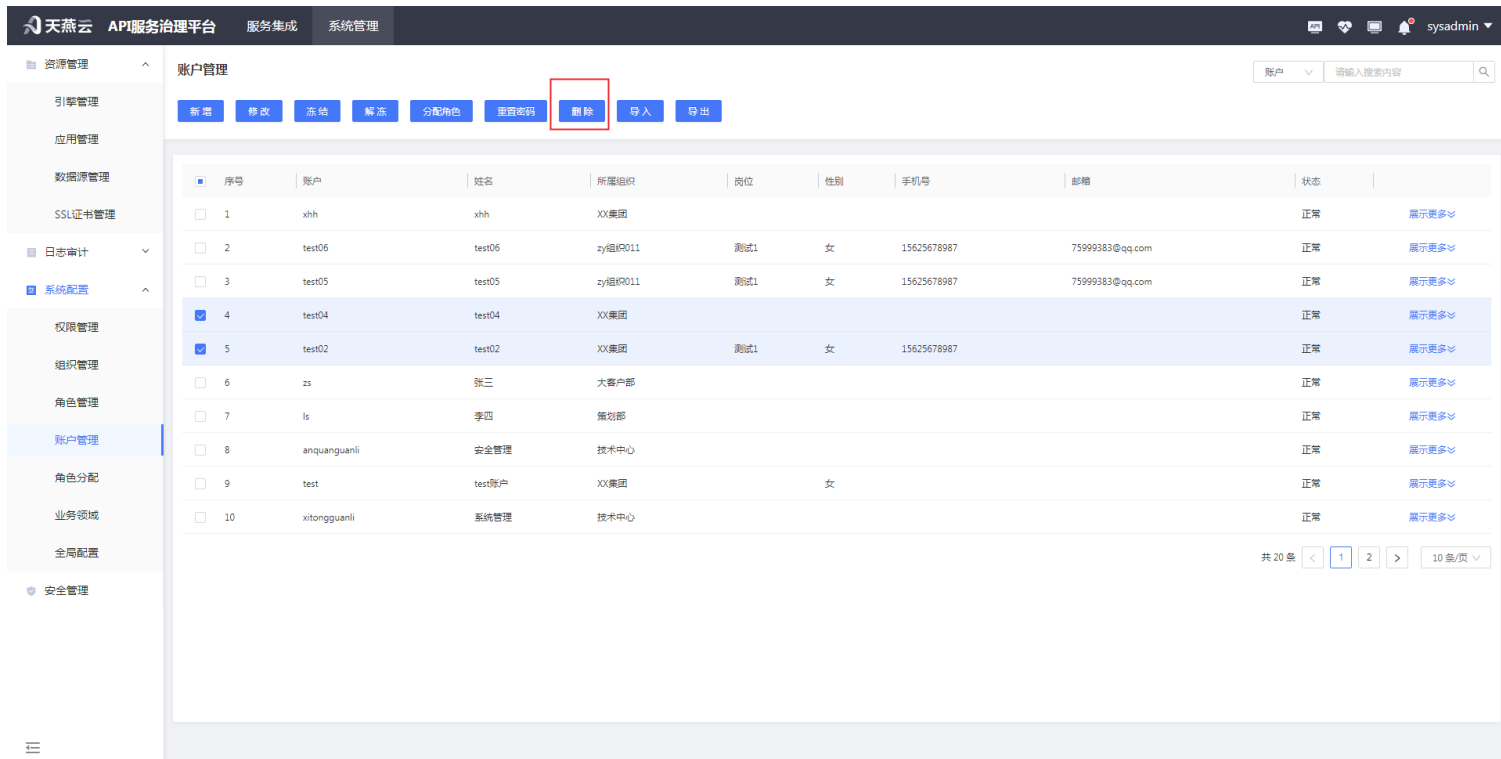 天燕云 API服务治理平台 服务集成 系统管理 API sysadmin
资源管理
引擎管理
应用管理
数据源管理
SSL证书管理
日志审计
系统配置
权限管理
组织管理
角色管理
账户管理
角色分配
业务领域
全局配置
安全管理
账户管理 账户 请输入搜索内容
新增 修改 冻结 解冻 分配角色 重置密码 删除 导入 导出
序号 账户 姓名 所属组织 岗位 性别 手机号 邮箱 状态
1 xhh xhh XX集团 正常 展示更多
2 test06 test06 zy组织011 测试1 女 15625678987 75999383@qq.com 正常 展示更多
3 test05 test05 zy组织011 测试1 女 15625678987 75999383@qq.com 正常 展示更多
4 test04 test04 XX集团 正常 展示更多
5 test02 test02 XX集团 测试1 女 15625678987 正常 展示更多
6 zs 张三 大客户部 正常 展示更多
7 ls 李四 策划部 正常 展示更多
8 anquanguanli 安全管理 技术中心 正常 展示更多
9 test test账户 XX集团 女 正常 展示更多
10 xitongguanli 系统管理 技术中心 正常 展示更多
共 20 条 < 1 2 > 10 条/页